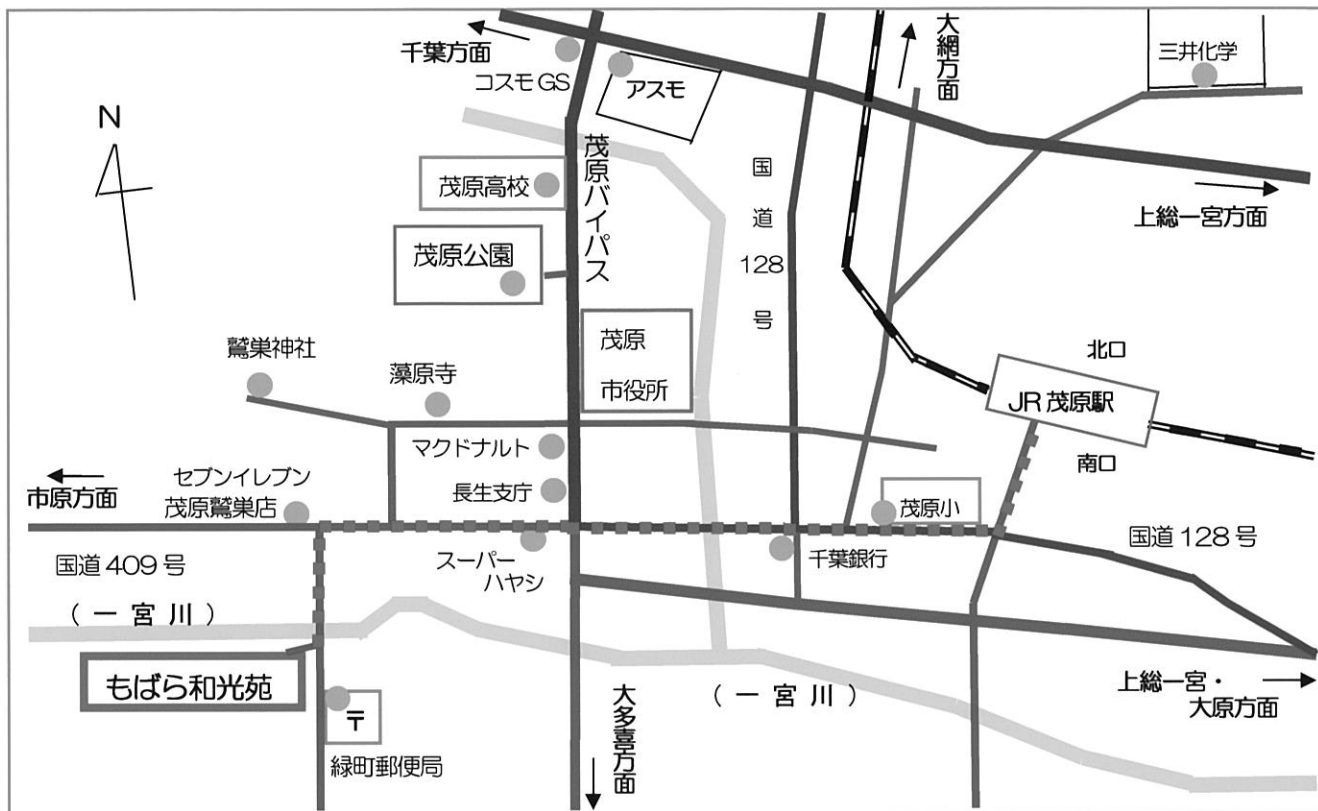 千葉方面
コスモGS
アスモ
大網方面
三井化学
N
茂原バイパス
茂原高校
国道128号
上総一宮方面
茂原公園
茂原
市役所
鷲巣神社
藻原寺
北口
JR茂原駅
南口
マクドナルト
セブンイレブン
茂原鷲巣店
市原方面
長生支庁
茂原小
国道409号
スーパー
ハヤシ
千葉銀行
国道128号
(一宮川)
もばら和光苑
〒
緑町郵便局
大多喜方面
(一宮川)
上総一宮・
大原方面